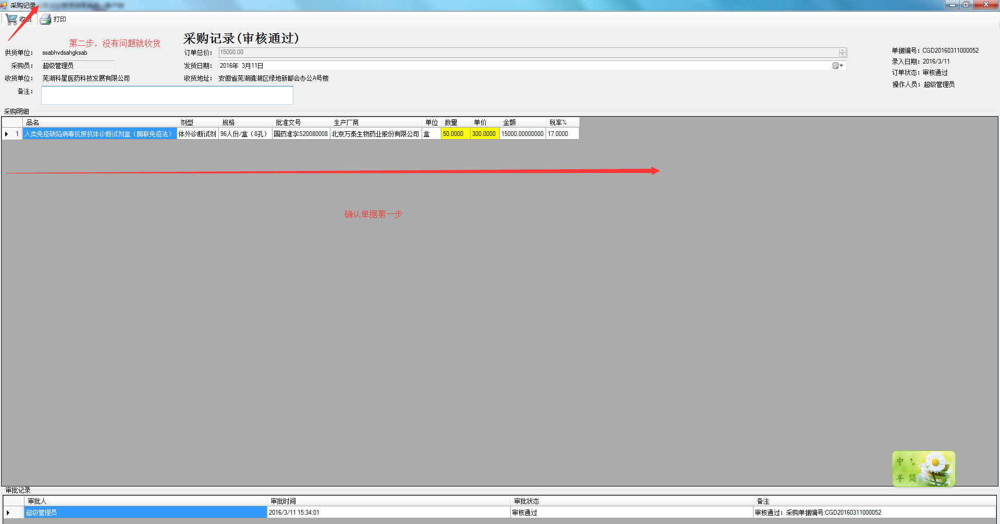 采购记录
收货 打印
第二步，没有问题就收货
采购记录(审核通过)
供货单位： ssabhvdsahgksab 订单总价： 15000.00 单据编号： CGD20160311000052
采购员： 超级管理员 发货日期： 2016年 3月11日 录入日期： 2016/3/11
收货单位： 芜湖科星医药科技发展有限公司 收货地址： 安徽省芜湖镜湖区绿地新都会办公A号楼 订单状态： 审核通过
备注： 操作人员： 超级管理员
采购明细
品名 剂型 规格 批准文号 生产厂商 单位 数量 单价 金额 税率%
1 人类免疫缺陷病毒抗原抗体诊断试剂盒（酶联免疫法） 体外诊断试剂 96人份/盒（8孔） 国药准字S20080008 北京万泰生物药业股份有限公司 盒 50.0000 300.0000 15000.00000000 17.0000
确认单据第一步
中 半 简
审批记录
审批人 审批时间 审批状态 备注
超级管理员 2016/3/11 15:34:01 审核通过 审核通过：采购单据编号:CGD20160311000052